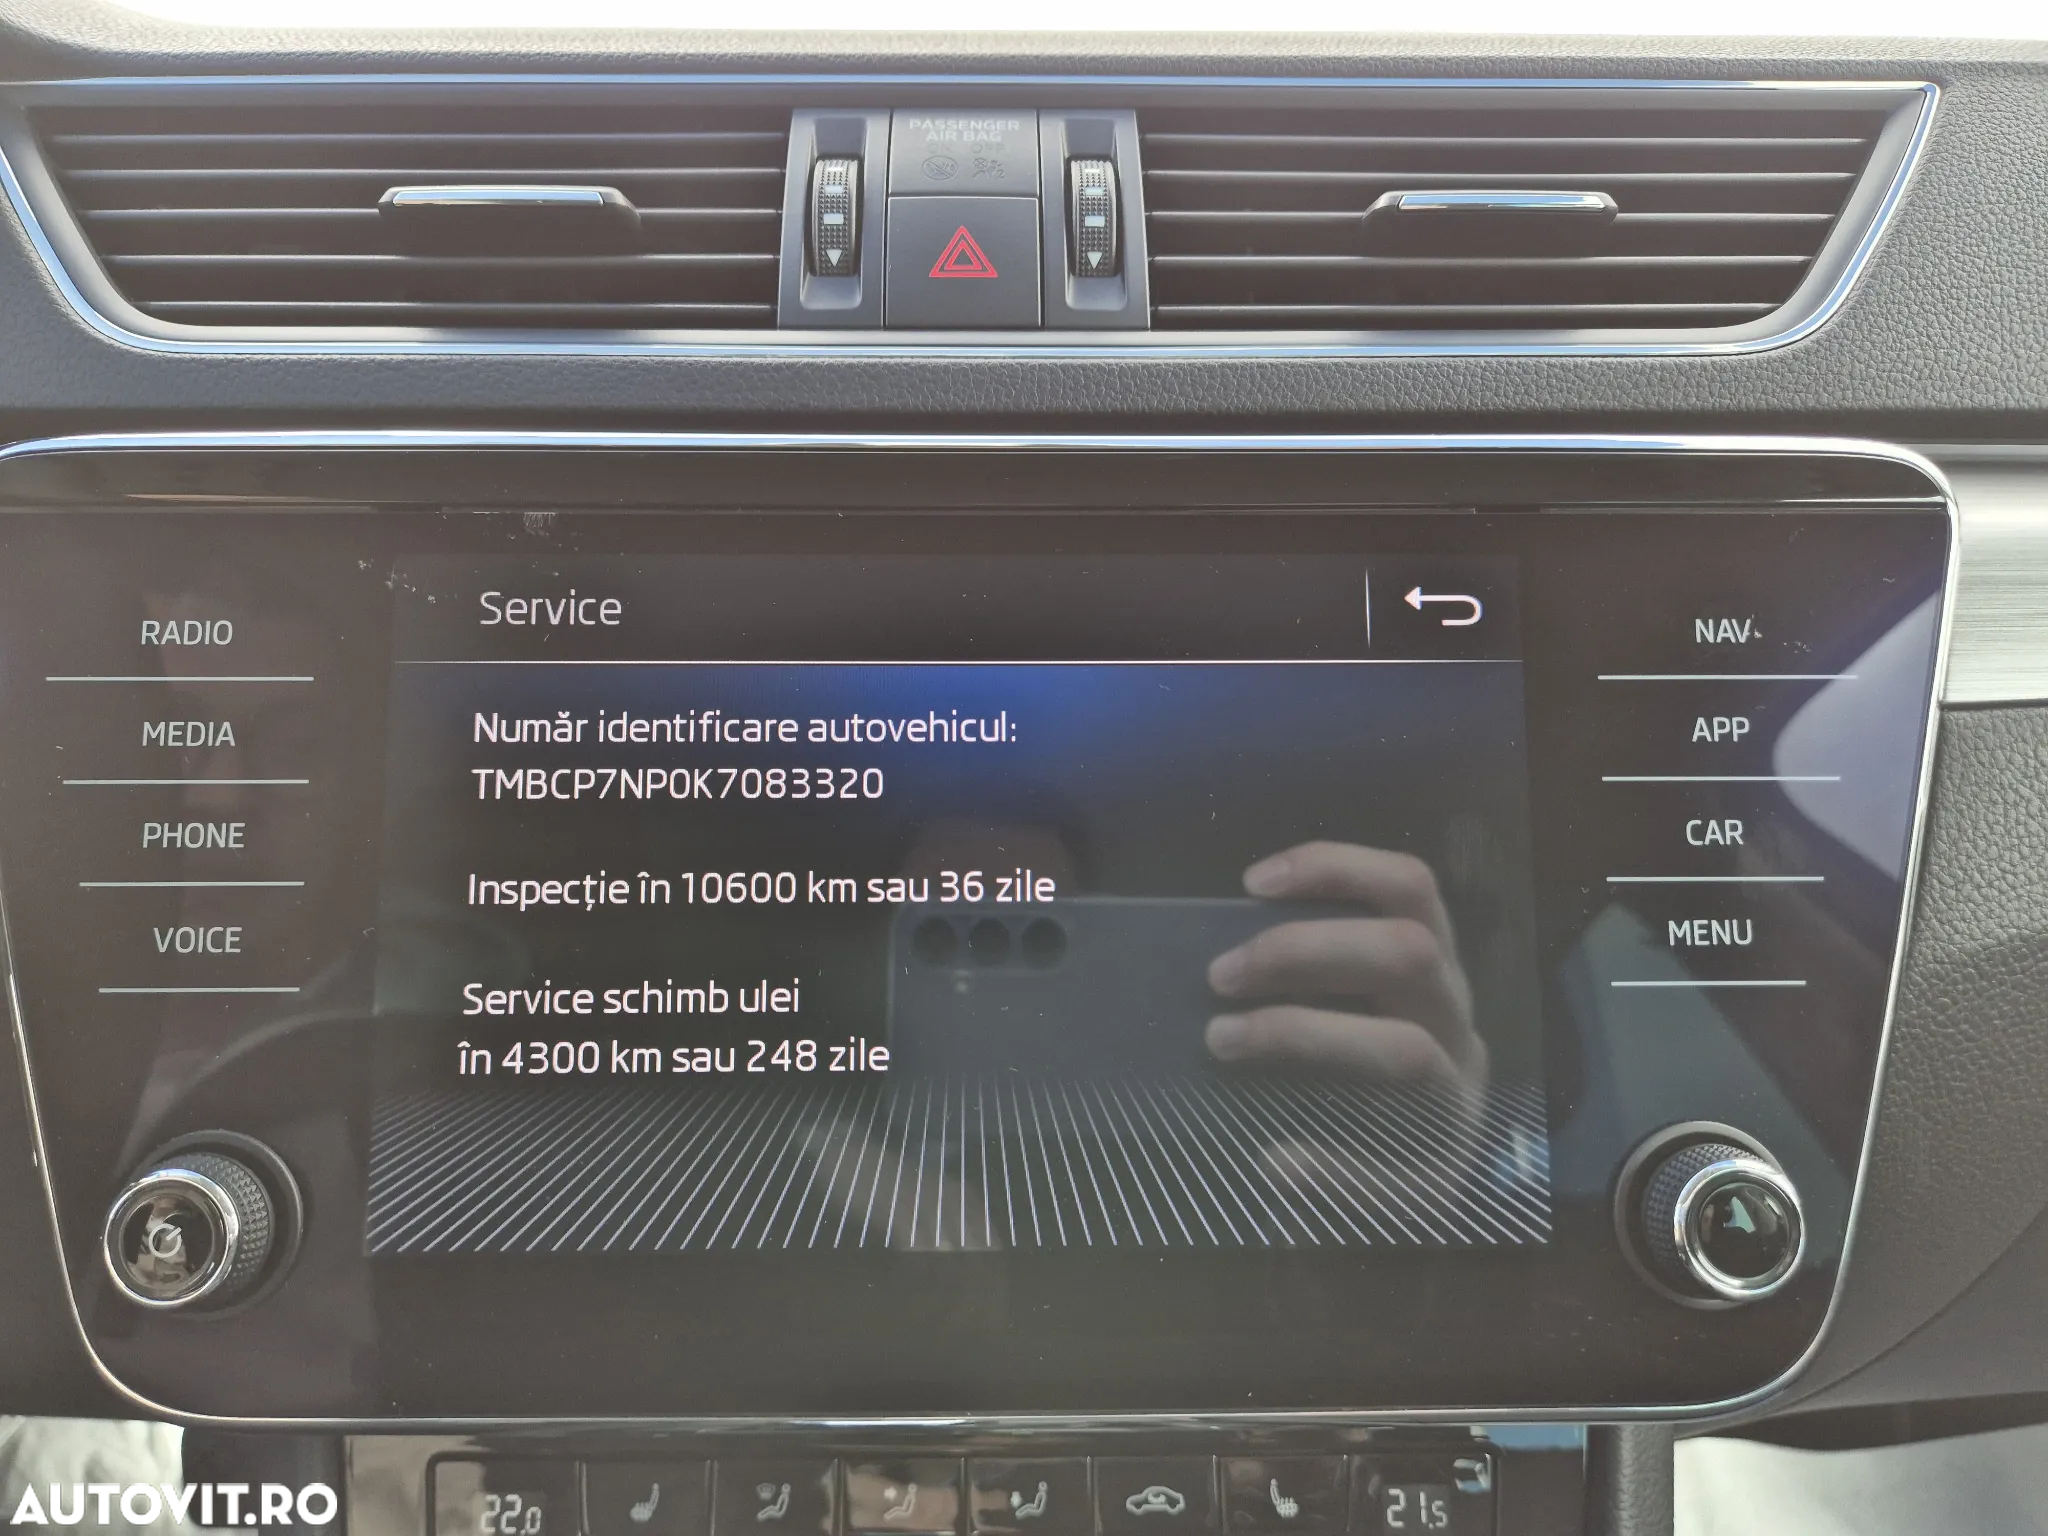 PASSENGER
AIR BAG
ON OFF
Service
RADIO
MEDIA
PHONE
VOICE
Număr identificare autovehicul:
TMBCP7NP0K7083320
Inspecție în 10600 km sau 36 zile
Service schimb ulei
în 4300 km sau 248 zile
NAV
APP
CAR
MENU
22.0
21.5
AUTOVIT.RO